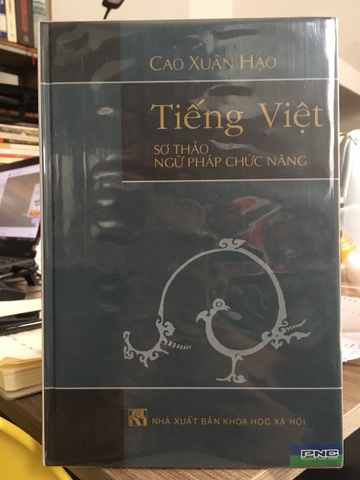 CAO XUÂN HẠO
Tiếng Việt
SƠ THẢO
NGỮ PHÁP CHỨC NĂNG
NHÀ XUẤT BẢN KHOA HỌC XÃ HỘI
PNC